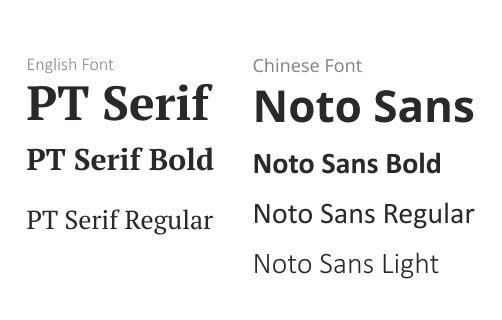 English Font
PT Serif
PT Serif Bold
PT Serif Regular
Chinese Font
Noto Sans
Noto Sans Bold
Noto Sans Regular
Noto Sans Light